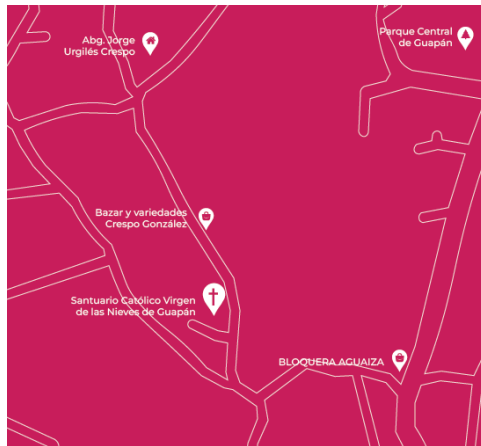 Abg. Jorge
Urgilés Crespo
Parque Central
de Guapán
Bazar y variedades
Crespo González
Santuario Católico Virgen
de las Nieves de Guapán
BLOQUERA AGUAIZA